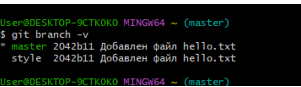 User@DESKTOP-9CTKOKO MINGW64 ~ (master)
$ git branch -v
* master 2042b11 Добавлен файл hello.txt
  style  2042b11 Добавлен файл hello.txt
User@DESKTOP-9CTKOKO MINGW64 ~ (master)